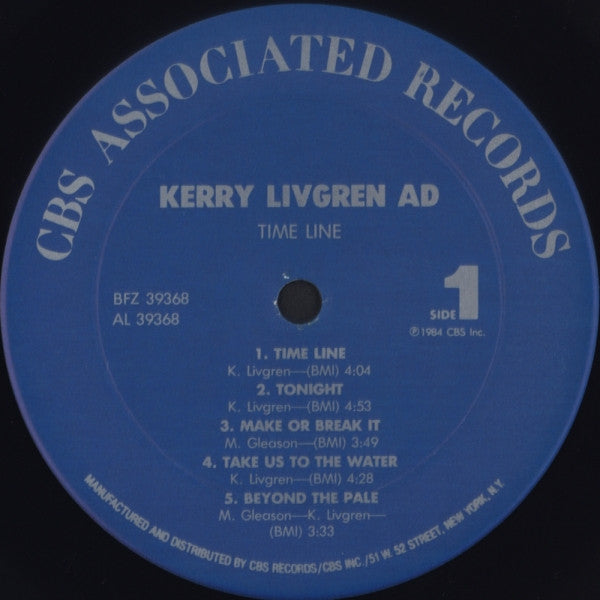 CBS ASSOCIATED RECORDS
KERRY LIVGREN AD
TIME LINE
BFZ 39368
AL 39368
SIDE 1
℗1984 CBS Inc.
1. TIME LINE
K. Livgren—(BMI) 4:04
2. TONIGHT
K. Livgren—(BMI) 4:53
3. MAKE OR BREAK IT
M. Gleason—(BMI) 3:49
4. TAKE US TO THE WATER
K. Livgren—(BMI) 4:28
5. BEYOND THE PALE
M. Gleason—K. Livgren—
(BMI) 3:33
MANUFACTURED AND DISTRIBUTED BY CBS RECORDS/CBS INC./51 W. 52 STREET, NEW YORK, N.Y.